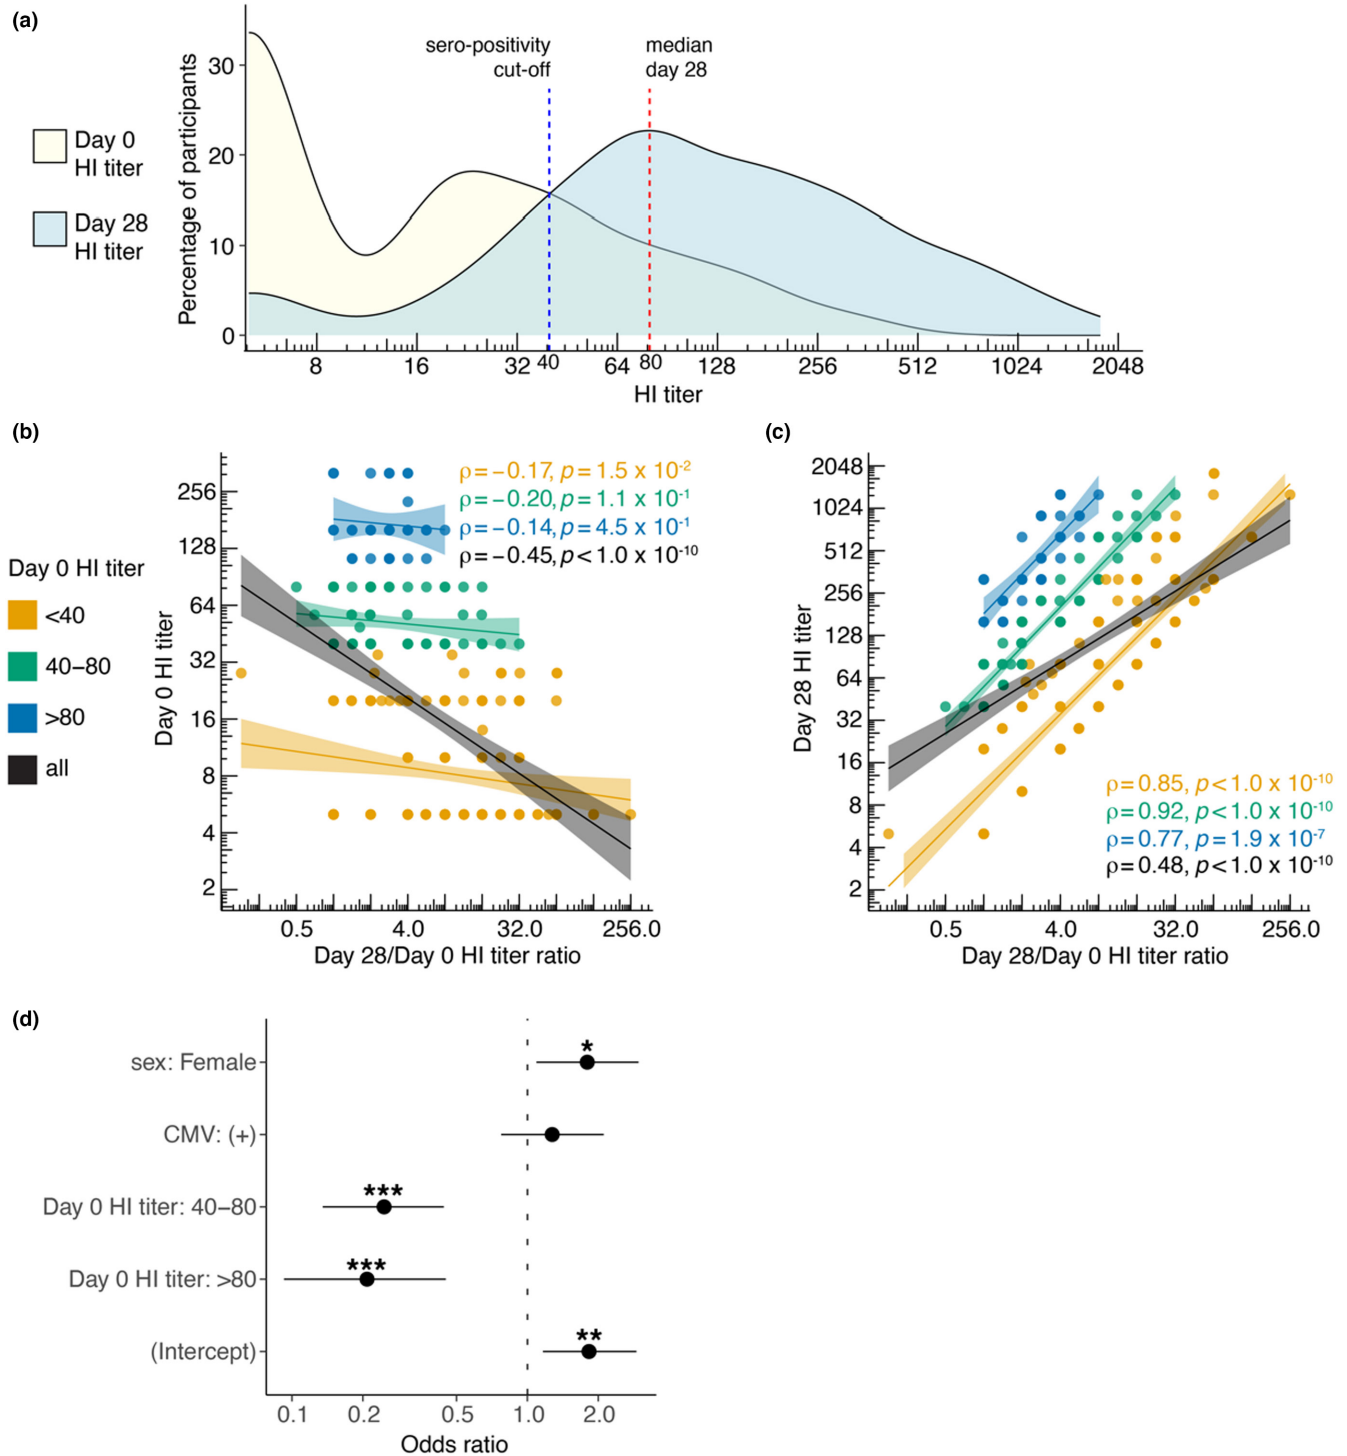 (a)
sero-positivity
cut-off
median
day 28
Day 0
HI titer
Day 28
HI titer
Percentage of participants
30
20
10
0
8 16 32 40 64 80 128 256 512 1024 2048
HI titer
(b)
ρ=−0.17, p=1.5 x 10-2
ρ=−0.20, p=1.1 x 10-1
ρ=−0.14, p=4.5 x 10-1
ρ=−0.45, p<1.0 x 10-10
Day 0 HI titer
<40
40–80
>80
all
Day 0 HI titer
256
128
64
32
16
8
4
2
0.5 4.0 32.0 256.0
Day 28/Day 0 HI titer ratio
(c)
Day 28 HI titer
2048
1024
512
256
128
64
32
16
8
4
2
ρ=0.85, p<1.0 x 10-10
ρ=0.92, p<1.0 x 10-10
ρ=0.77, p=1.9 x 10-7
ρ=0.48, p<1.0 x 10-10
0.5 4.0 32.0 256.0
Day 28/Day 0 HI titer ratio
(d)
sex: Female
*
CMV: (+)
Day 0 HI titer: 40–80
***
Day 0 HI titer: >80
***
(Intercept)
**
0.1 0.2 0.5 1.0 2.0
Odds ratio